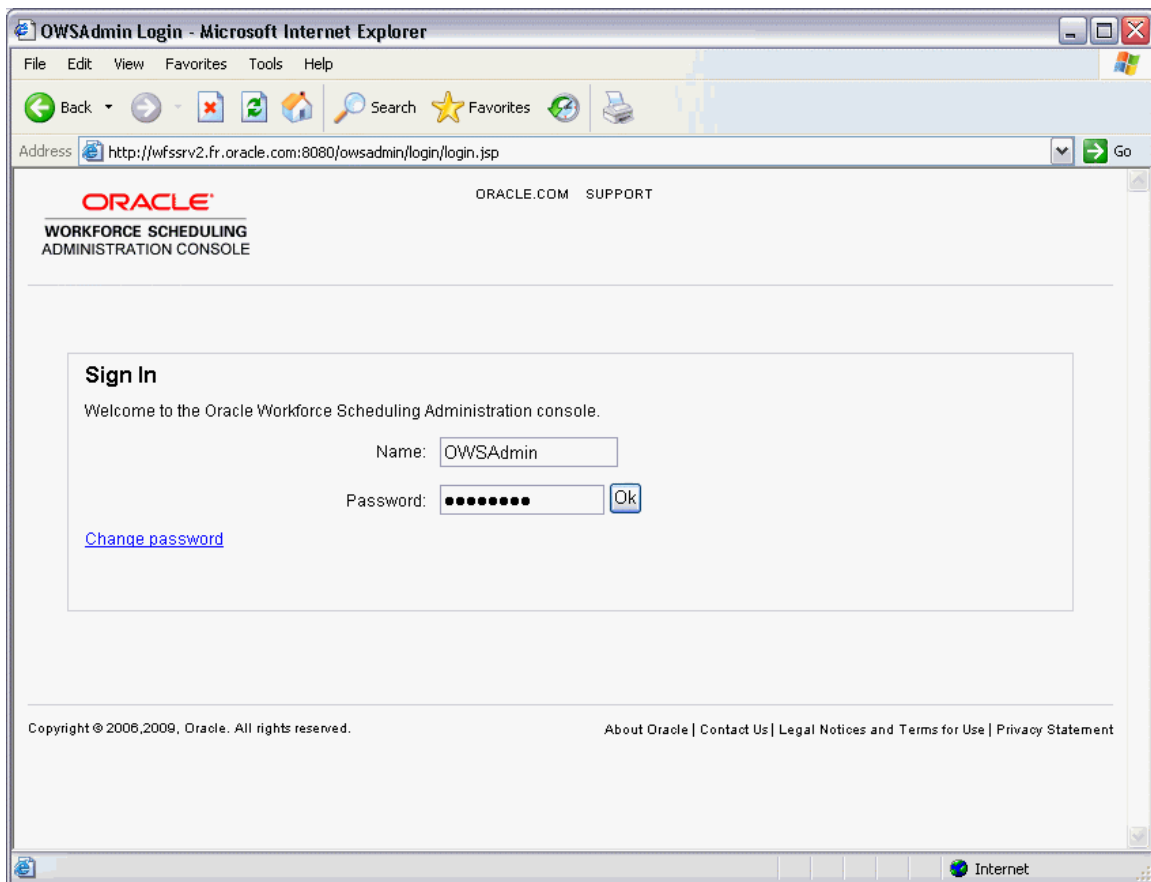 OWSAdmin Login - Microsoft Internet Explorer
File Edit View Favorites Tools Help
Back Search Favorites
Address http://wfssrv2.fr.oracle.com:8080/owsadmin/login/login.jsp Go
ORACLE.COM SUPPORT
ORACLE
WORKFORCE SCHEDULING
ADMINISTRATION CONSOLE
Sign In
Welcome to the Oracle Workforce Scheduling Administration console.
Name: OWSAdmin
Password: ●●●●●●●● Ok
Change password
Copyright © 2006,2009, Oracle. All rights reserved. About Oracle | Contact Us | Legal Notices and Terms for Use | Privacy Statement
Internet